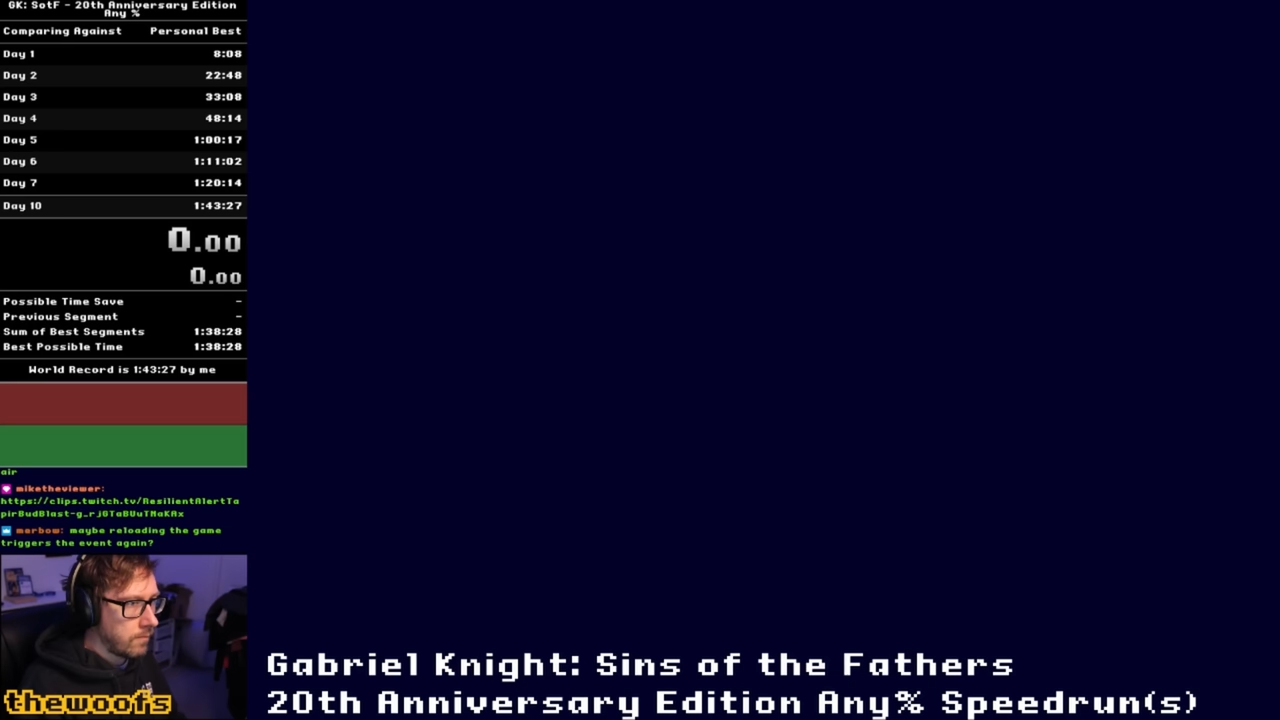 GK: SotF - 20th Anniversary Edition
Any %
Comparing Against Personal Best
Day 1 8:08
Day 2 22:48
Day 3 33:08
Day 4 48:14
Day 5 1:00:17
Day 6 1:11:02
Day 7 1:20:14
Day 10 1:43:27
0.00
0.00
Possible Time Save -
Previous Segment -
Sum of Best Segments 1:38:28
Best Possible Time 1:38:28
World Record is 1:43:27 by me
air
miketheviewer:
https://clips.twitch.tv/ResilientAlertTa
pirBudBlast-g_rjGTaBUuTMaKAx
merbow: maybe reloading the game
triggers the event again?
thewoofs
Gabriel Knight: Sins of the Fathers
20th Anniversary Edition Any% Speedrun(s)